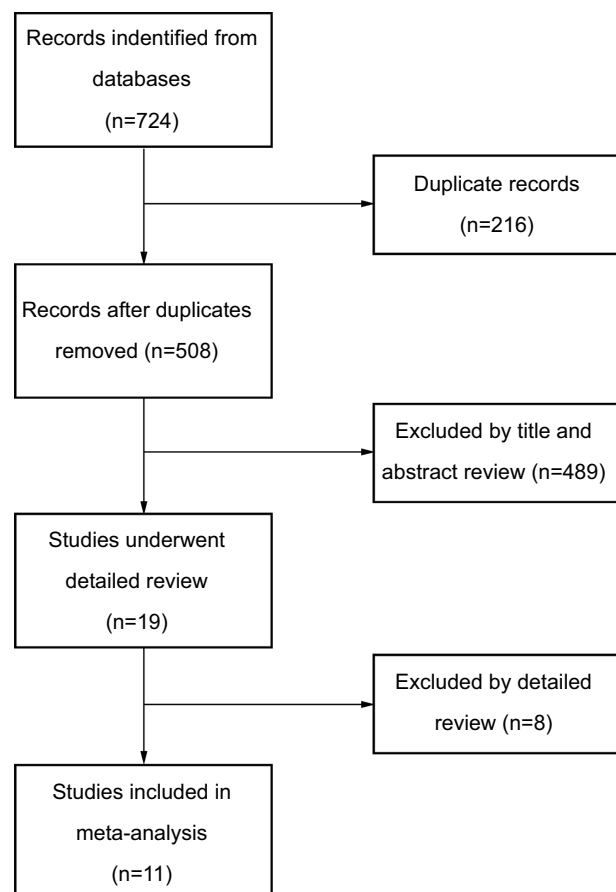 Records indentified from
databases
(n=724)
Duplicate records
(n=216)
Records after duplicates
removed (n=508)
Excluded by title and
abstract review (n=489)
Studies underwent
detailed review
(n=19)
Excluded by detailed
review (n=8)
Studies included in
meta-analysis
(n=11)